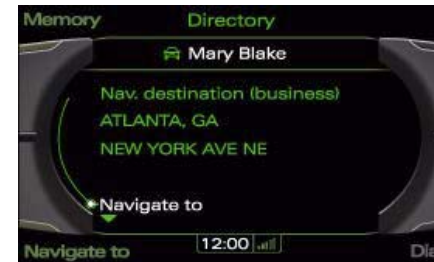 Memory
Directory
Mary Blake
Nav. destination (business)
ATLANTA, GA
NEW YORK AVE NE
Navigate to
Navigate to
12:00
Dia